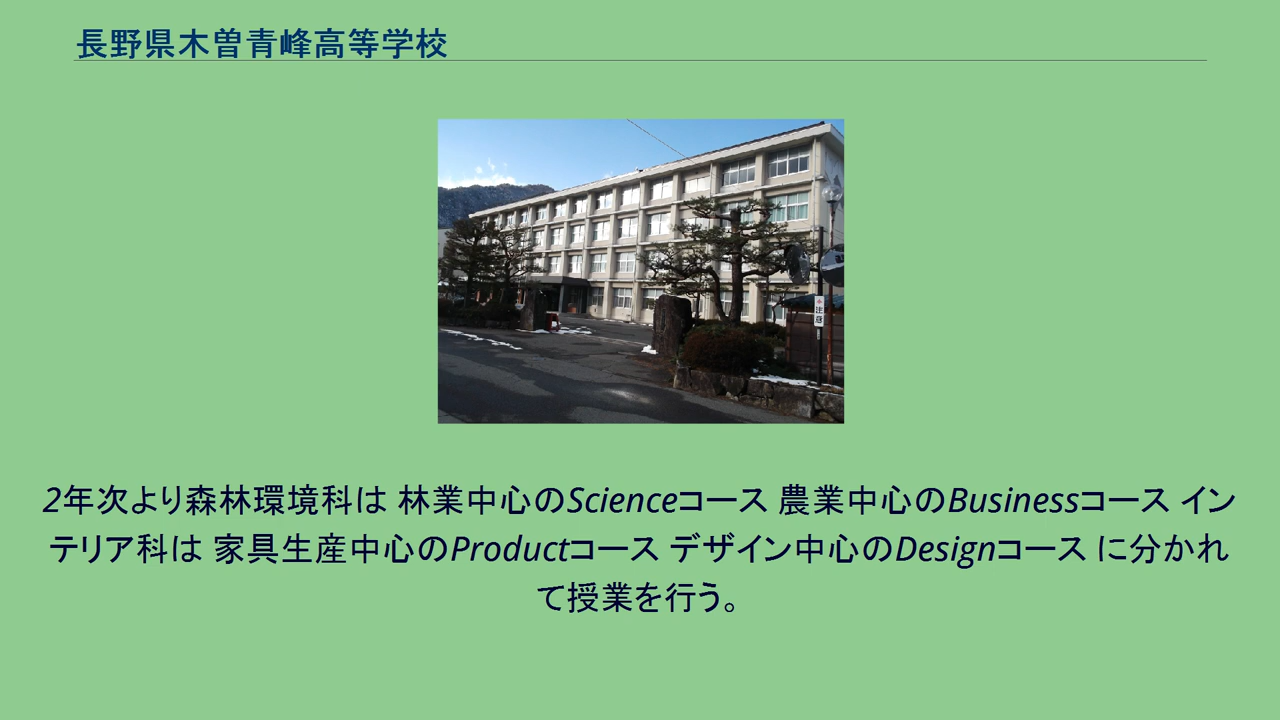 長野県木曽青峰高等学校
注意
2年次より森林環境科は 林業中心のScienceコース 農業中心のBusinessコース イン
テリア科は 家具生産中心のProductコース デザイン中心のDesignコース に分かれ
て授業を行う。